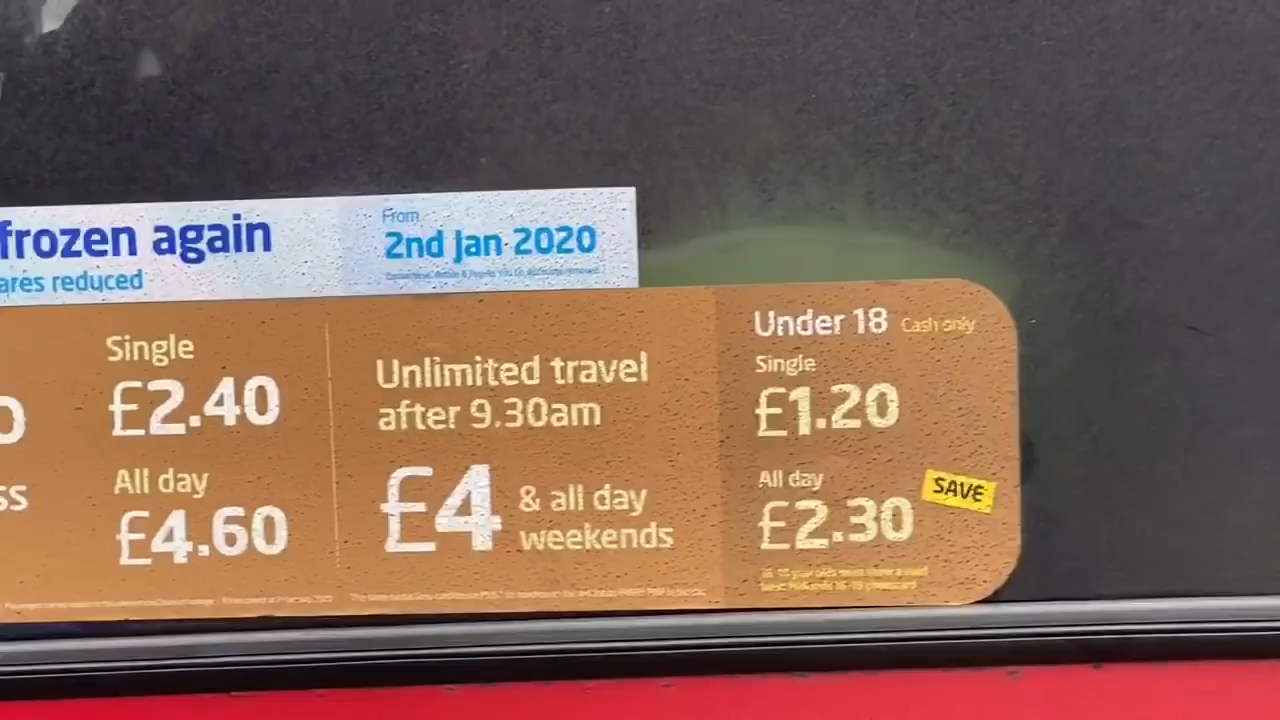 frozen again
ares reduced
From
2nd Jan 2020
Single
£2.40
All day
£4.60
Unlimited travel
after 9.30am
£4 & all day
weekends
Under 18 Cash only
Single
£1.20
All day
£2.30
SAVE
ss